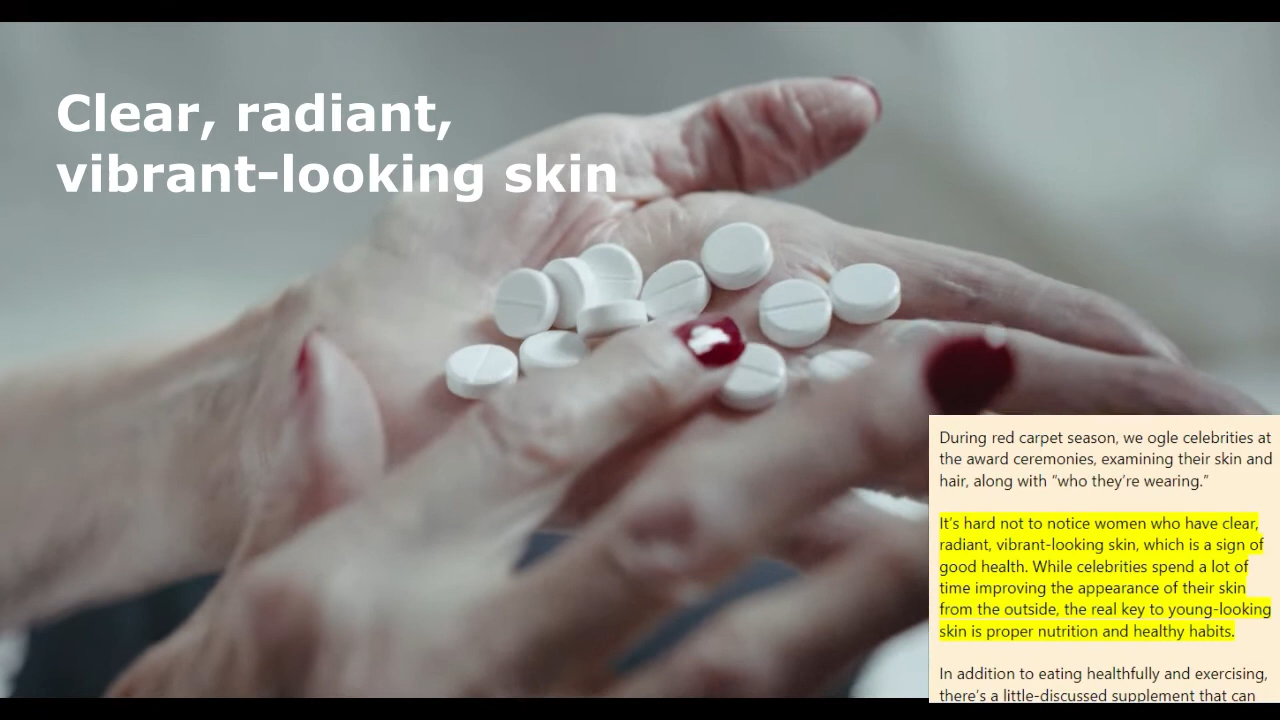 Clear, radiant,
vibrant-looking skin
During red carpet season, we ogle celebrities at
the award ceremonies, examining their skin and
hair, along with “who they’re wearing.”
It’s hard not to notice women who have clear,
radiant, vibrant-looking skin, which is a sign of
good health. While celebrities spend a lot of
time improving the appearance of their skin
from the outside, the real key to young-looking
skin is proper nutrition and healthy habits.
In addition to eating healthfully and exercising,
there’s a little-discussed supplement that can